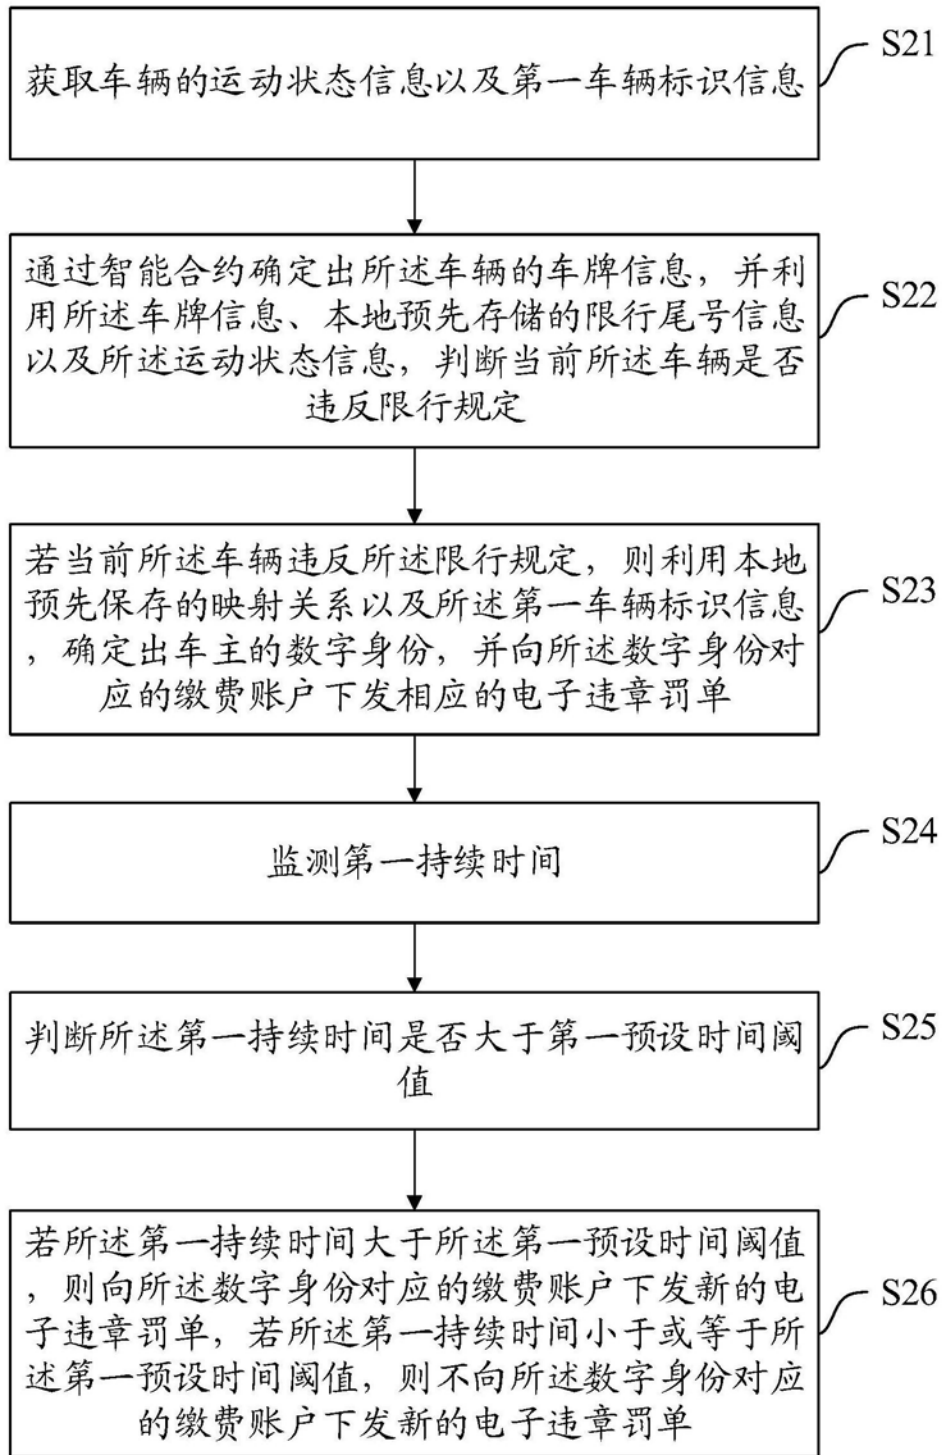 获取车辆的运动状态信息以及第一车辆标识信息
S21
通过智能合约确定出所述车辆的车牌信息，并利
用所述车牌信息、本地预先存储的限行尾号信息
以及所述运动状态信息，判断当前所述车辆是否
违反限行规定
S22
若当前所述车辆违反所述限行规定，则利用本地
预先保存的映射关系以及所述第一车辆标识信息
，确定出车主的数字身份，并向所述数字身份对
应的缴费账户下发相应的电子违章罚单
S23
监测第一持续时间
S24
判断所述第一持续时间是否大于第一预设时间阈
值
S25
若所述第一持续时间大于所述第一预设时间阈值
，则向所述数字身份对应的缴费账户下发新的电
子违章罚单，若所述第一持续时间小于或等于所
述第一预设时间阈值，则不向所述数字身份对应
的缴费账户下发新的电子违章罚单
S26